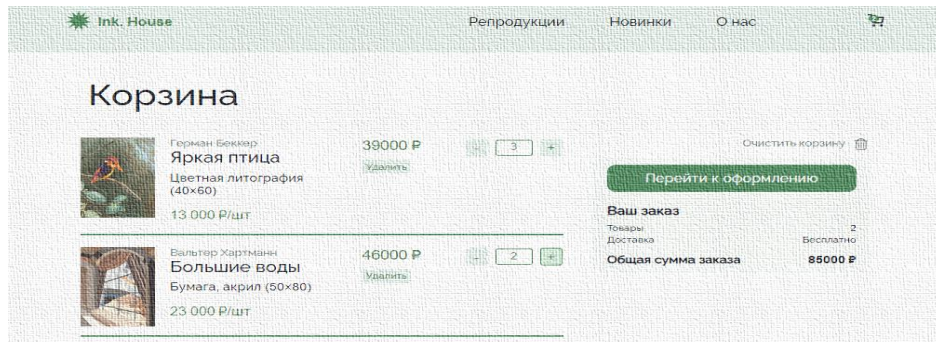 Ink. House
Репродукции Новинки О нас
Корзина
Герман Беккер
Яркая птица
Цветная литография
(40×60)
13 000 ₽/шт
39000 ₽
Удалить
- 3 +
Вальтер Хартманн
Большие воды
Бумага, акрил (50×80)
23 000 ₽/шт
46000 ₽
Удалить
- 2 +
Очистить корзину
Перейти к оформлению
Ваш заказ
Товары 2
Доставка Бесплатно
Общая сумма заказа 85000 ₽